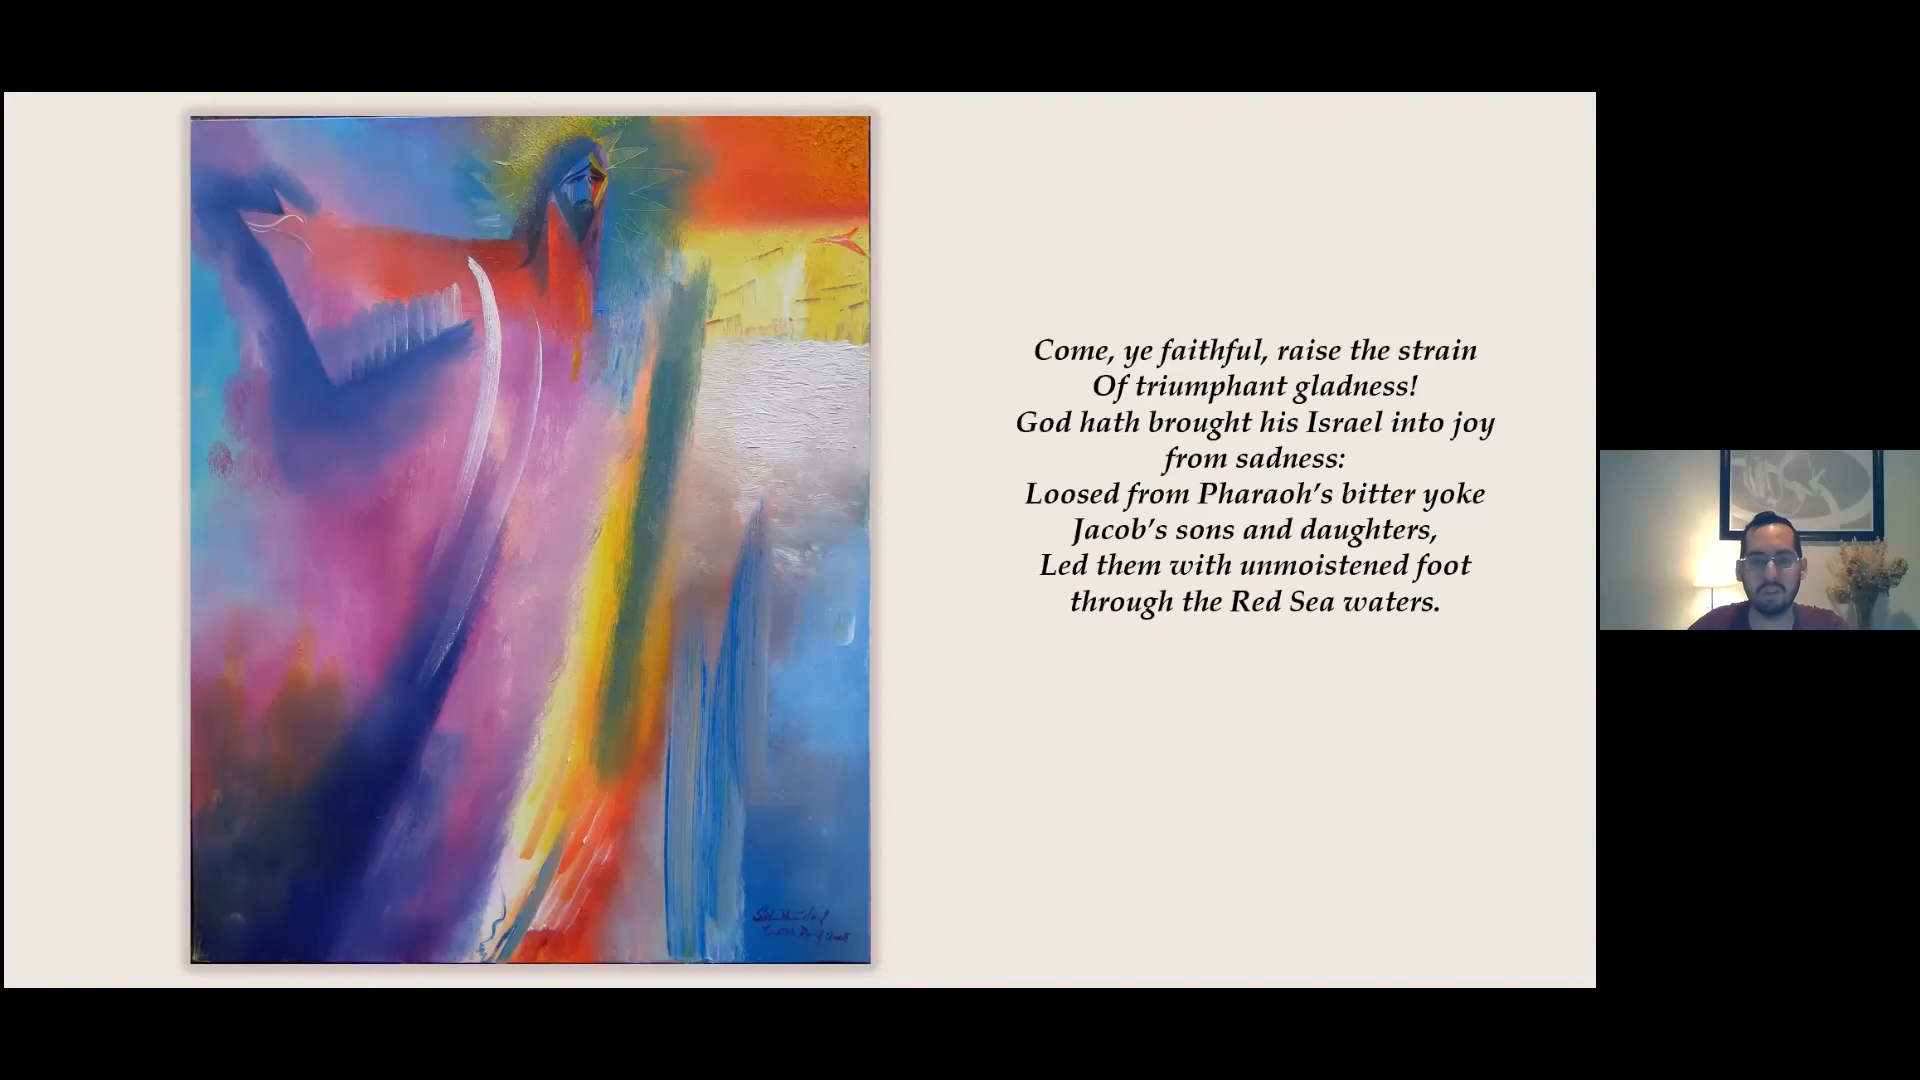 Come, ye faithful, raise the strain
Of triumphant gladness!
God hath brought his Israel into joy
from sadness:
Loosed from Pharaoh's bitter yoke
Jacob's sons and daughters,
Led them with unmoistened foot
through the Red Sea waters.